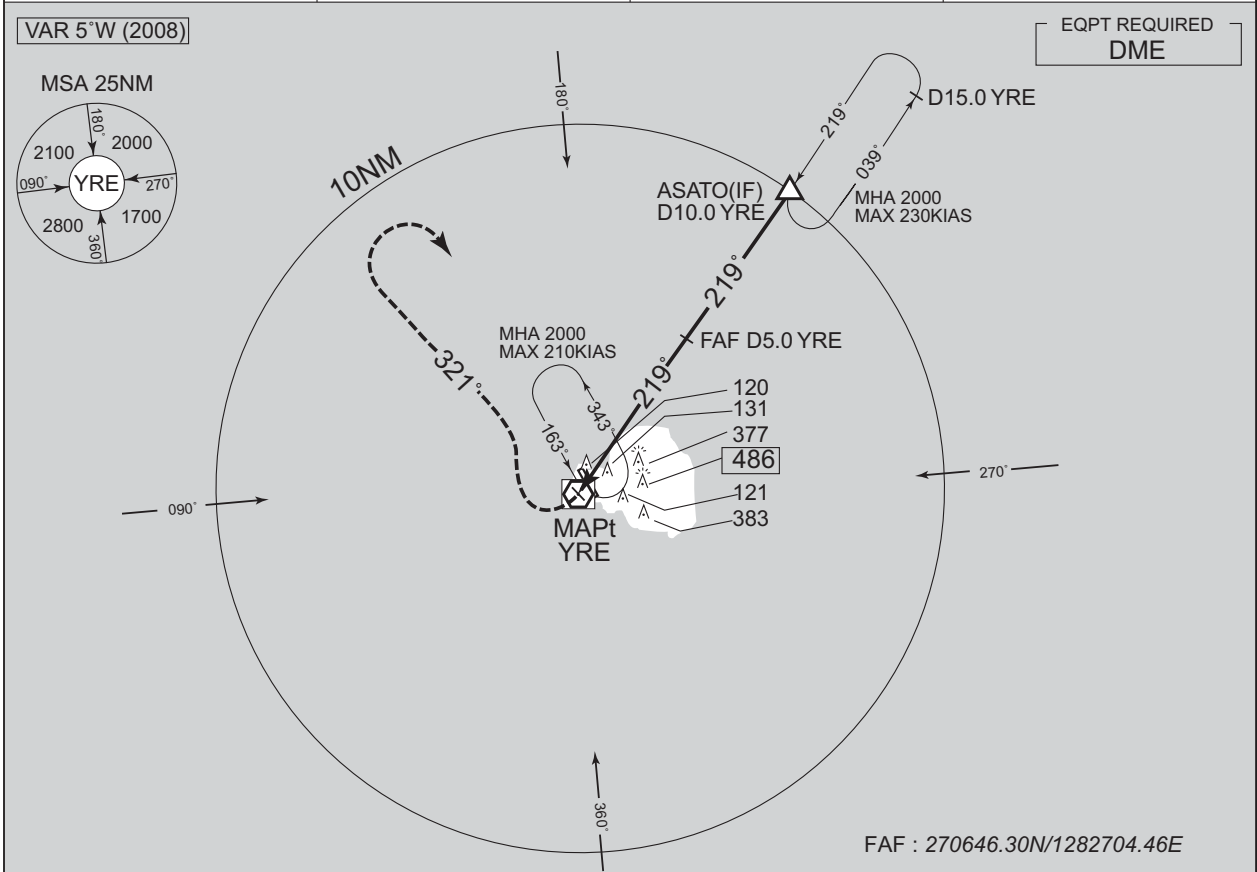 VAR 5°W (2008)
EQPT REQUIRED
DME
MSA 25NM
180°
2100
2000
090°
YRE
270°
2800
1700
360°
180°
10NM
D15.0 YRE
219°
039°
ASATO(IF)
D10.0 YRE
MHA 2000
MAX 230KIAS
219°
MHA 2000
MAX 210KIAS
FAF D5.0 YRE
321°
219°
343°
163°
120
131
377
486
121
383
270°
090°
MAPt
YRE
360°
FAF : 270646.30N/1282704.46E